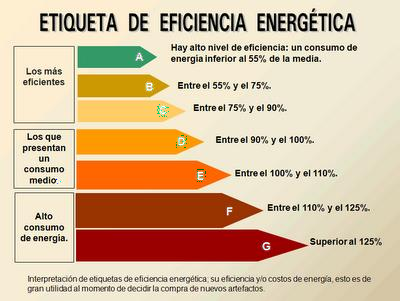 ETIQUETA DE EFICIENCIA ENERGÉTICA
Los más
eficientes
A
Hay alto nivel de eficiencia: un consumo de
energia inferior al 55% de la media.
B
Entre el 55% y el 75%.
C
Entre el 75% y el 90%.
Los que
presentan
un
consumo
medio:
D
Entre el 90% y el 100%.
E
Entre el 100% y el 110%.
Alto
consumo
de energía.
F
Entre el 110% y el 125%.
G
Superior al 125%
Interpretación de etiquetas de eficiencia energética; su eficiencia y/o costos de energía, esto es de
gran utilidad al momento de decidir la compra de nuevos artefactos.